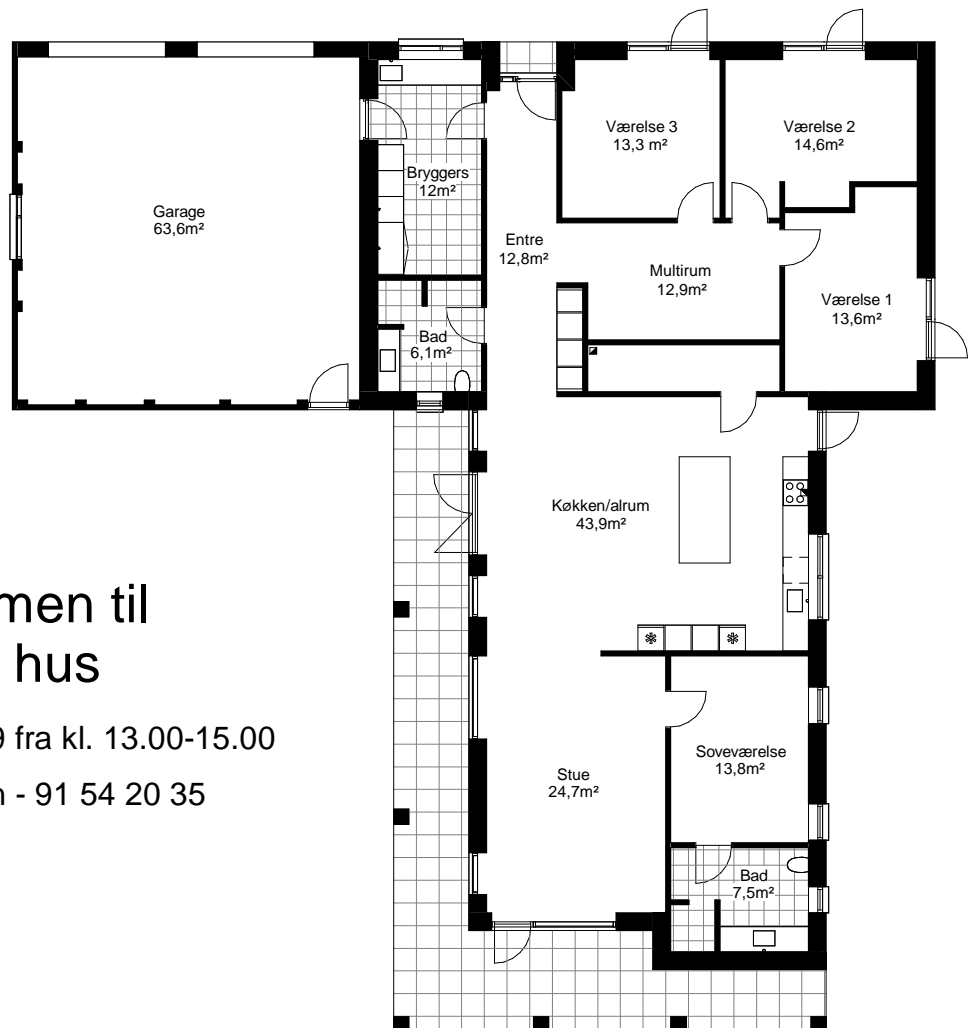 Værelse 3
13,3 m²
Værelse 2
14,6m²
Bryggers
12m²
Garage
63,6m²
Entre
12,8m²
Multirum
12,9m²
Værelse 1
13,6m²
Bad
6,1m²
Køkken/alrum
43,9m²
men til
hus
9 fra kl. 13.00-15.00
n - 91 54 20 35
Stue
24,7m²
Soveværelse
13,8m²
Bad
7,5m²